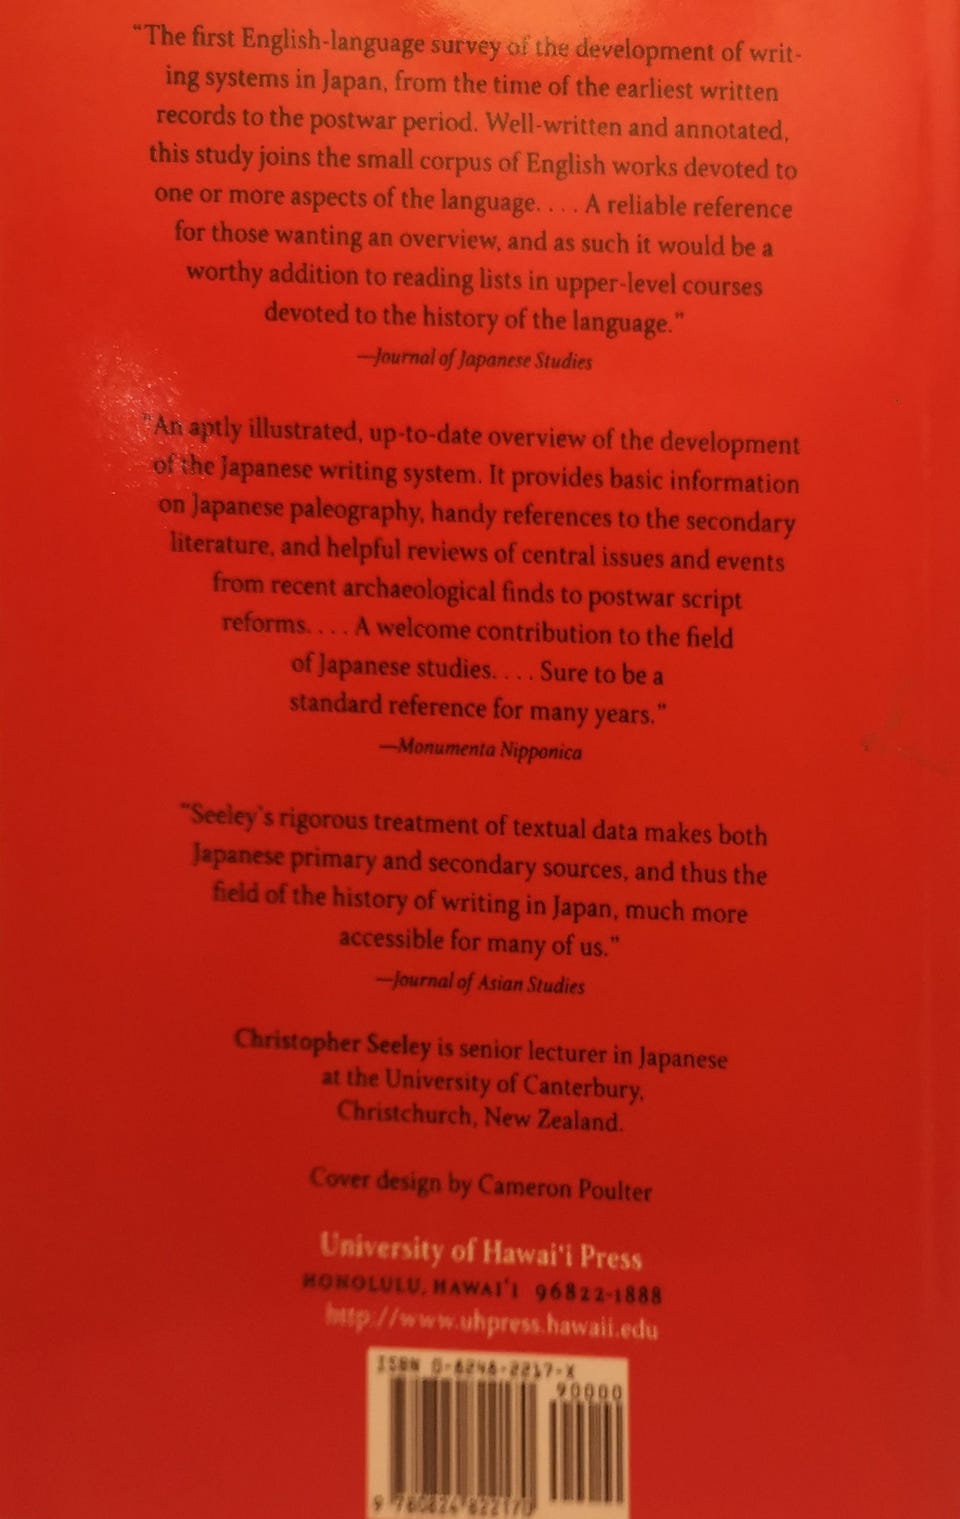 “The first English-language survey of the development of writ-
ing systems in Japan, from the time of the earliest written
records to the postwar period. Well-written and annotated,
this study joins the small corpus of English works devoted to
one or more aspects of the language. . . . A reliable reference
for those wanting an overview, and as such it would be a
worthy addition to reading lists in upper-level courses
devoted to the history of the language.”
—Journal of Japanese Studies
“An aptly illustrated, up-to-date overview of the development
of the Japanese writing system. It provides basic information
on Japanese paleography, handy references to the secondary
literature, and helpful reviews of central issues and events
from recent archaeological finds to postwar script
reforms. . . . A welcome contribution to the field
of Japanese studies. . . . Sure to be a
standard reference for many years.”
—Monumenta Nipponica
“Seeley’s rigorous treatment of textual data makes both
Japanese primary and secondary sources, and thus the
field of the history of writing in Japan, much more
accessible for many of us.”
—Journal of Asian Studies
Christopher Seeley is senior lecturer in Japanese
at the University of Canterbury,
Christchurch, New Zealand.
Cover design by Cameron Poulter
University of Hawai‘i Press
HONOLULU, HAWAI‘I 96822-1888
http://www.uhpress.hawaii.edu
ISBN 0-8248-2217-X
90000
9 780824 822170